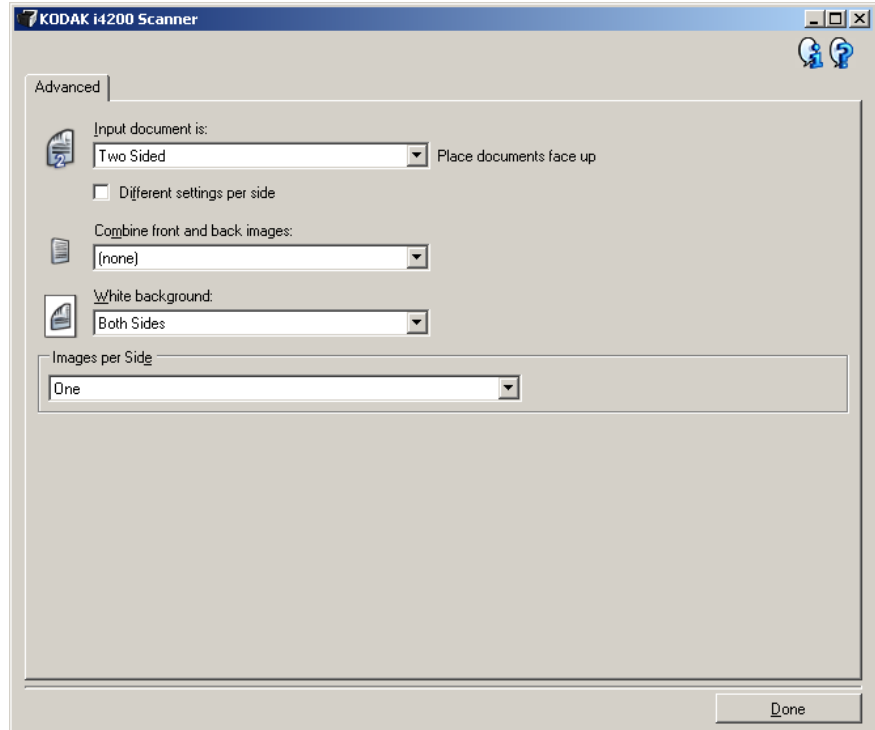 KODAK i4200 Scanner
Advanced
Input document is:
Two Sided
Place documents face up
Different settings per side
Combine front and back images:
(none)
White background:
Both Sides
Images per Side
One
Done